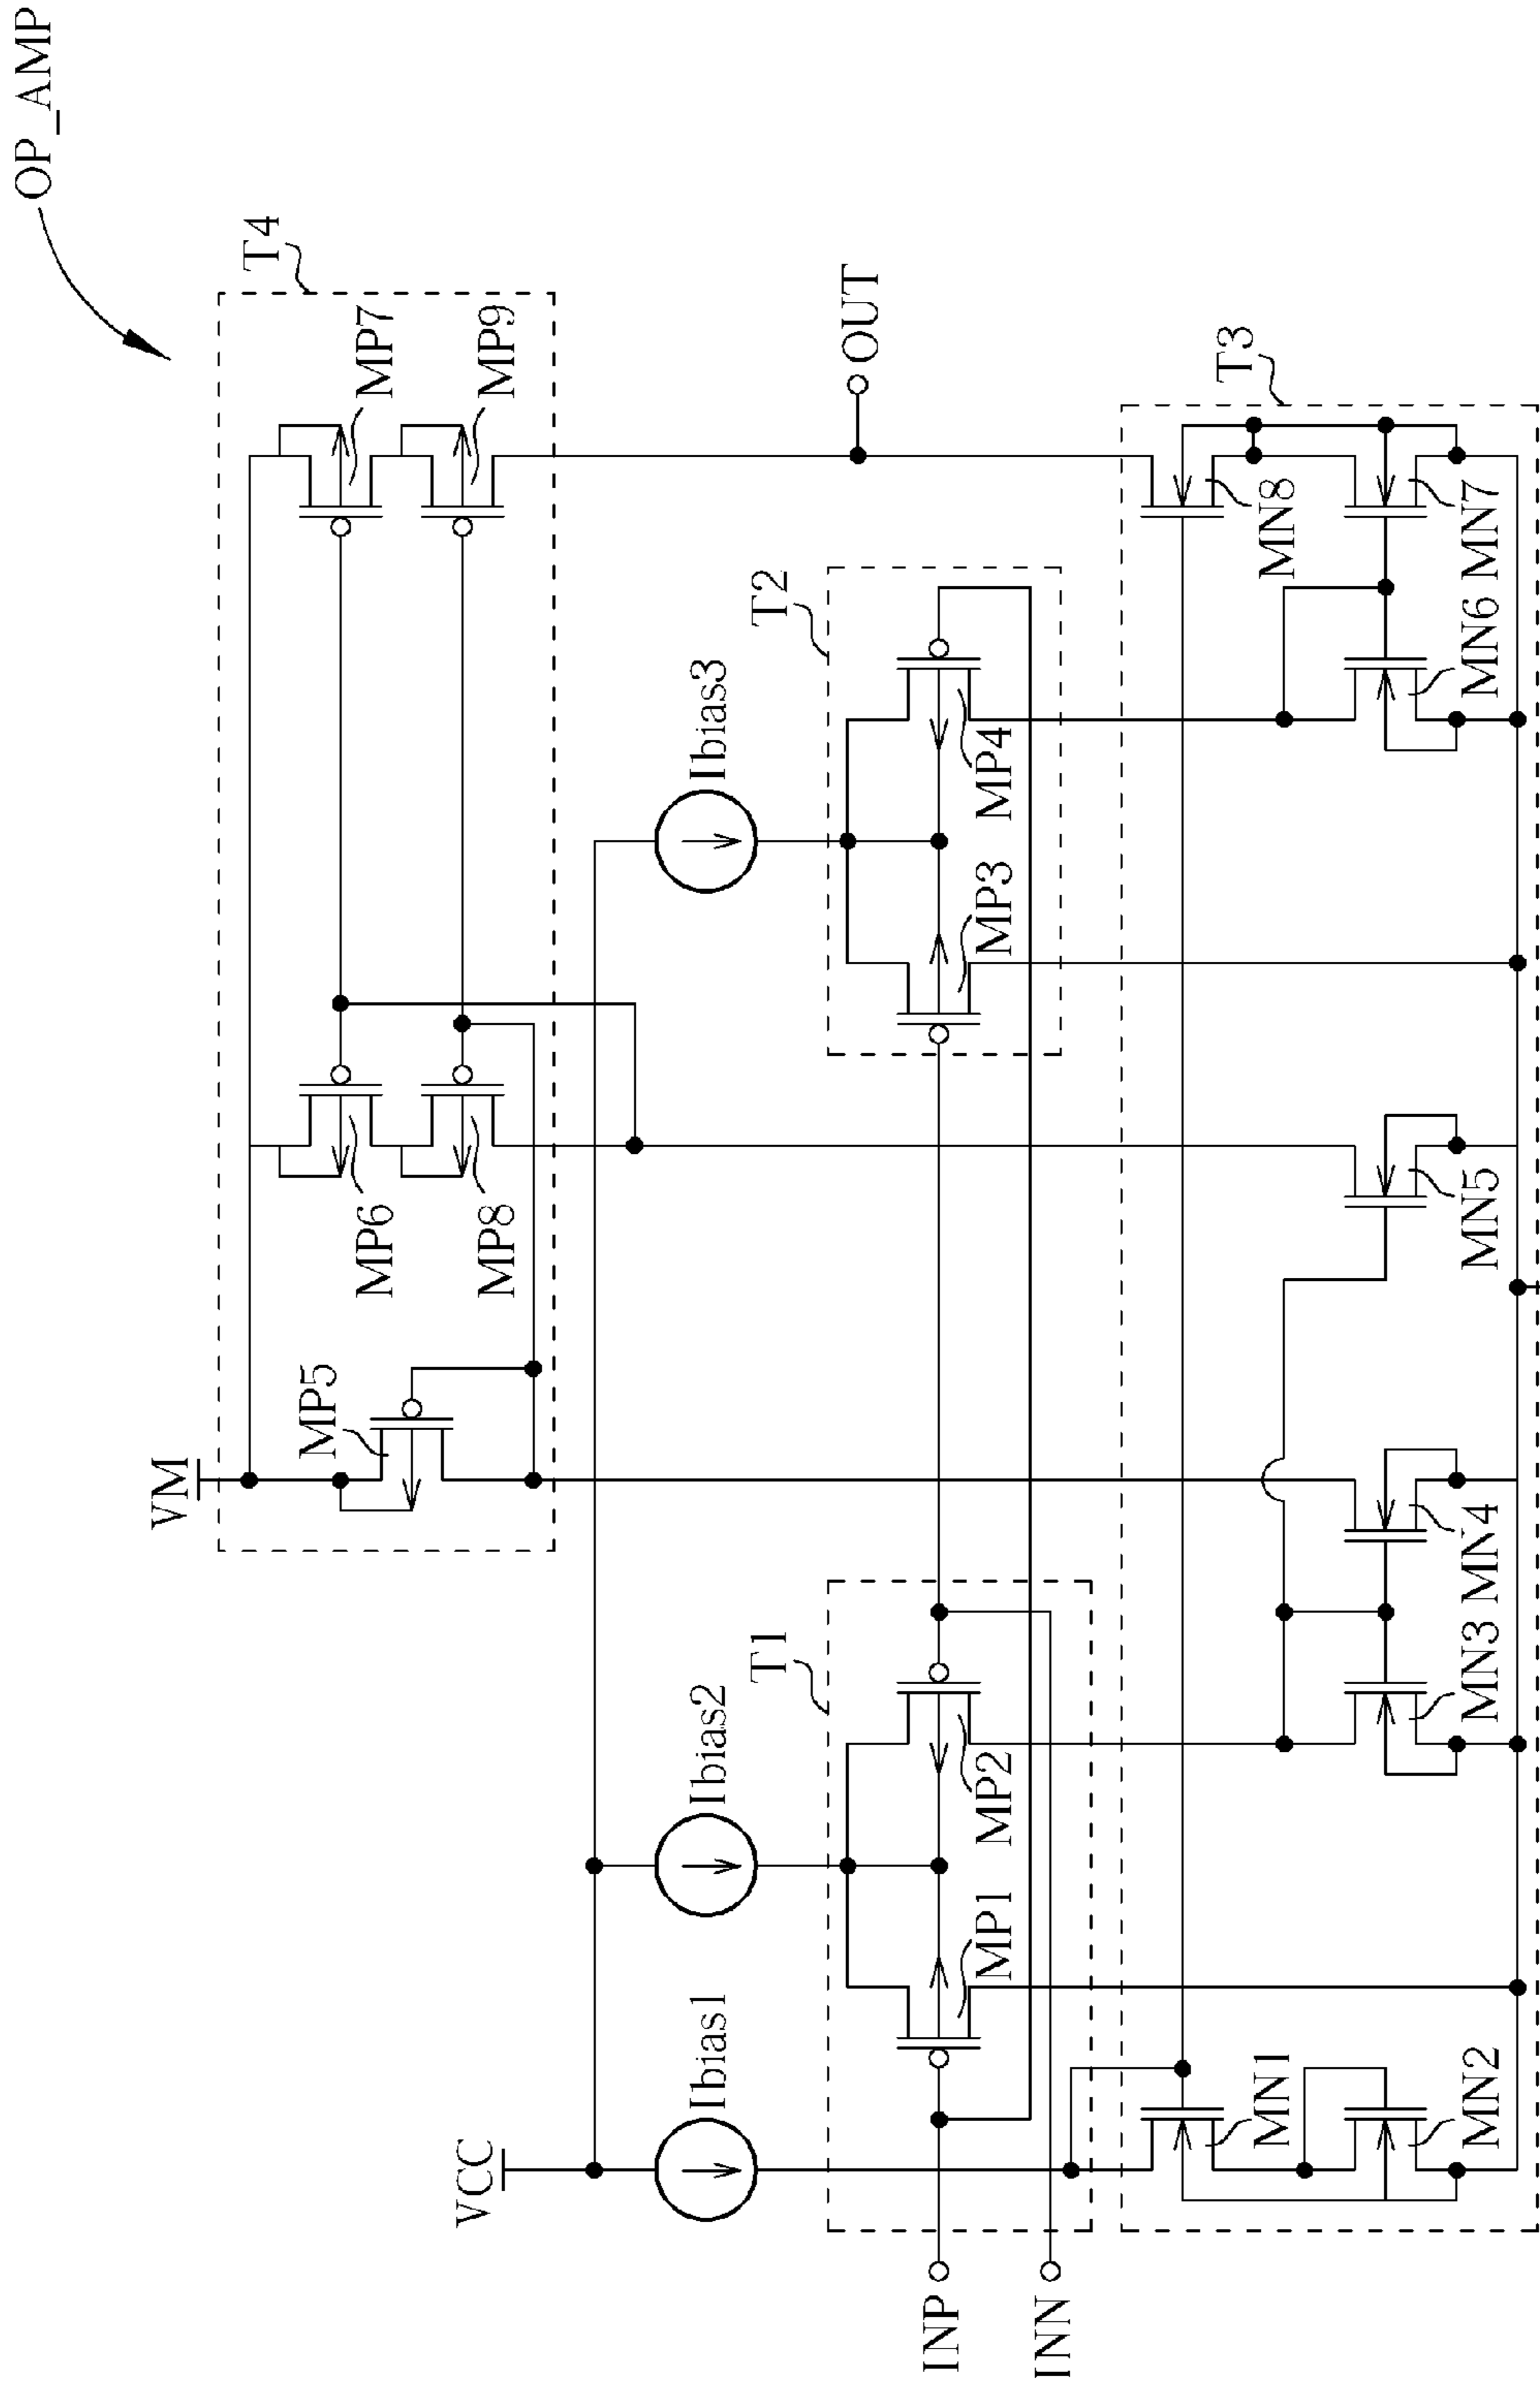 OP_AMP
VM
T4
MP5
MP6
MP7
MP8
MP9
VCC
Ibias1
Ibias2
Ibias3
T1
T2
OUT
INP
MP1
MP2
MP3
MP4
INN
T3
MN1
MN8
MN2
MN3
MN4
MN5
MN6
MN7